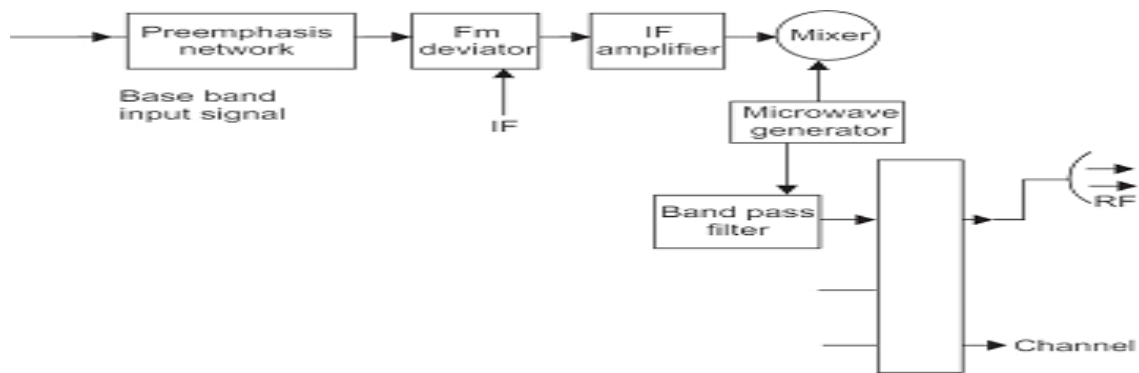 Preemphasis
network
Fm
deviator
IF
amplifier
Mixer
Base band
input signal
IF
Microwave
generator
Band pass
filter
RF
Channel